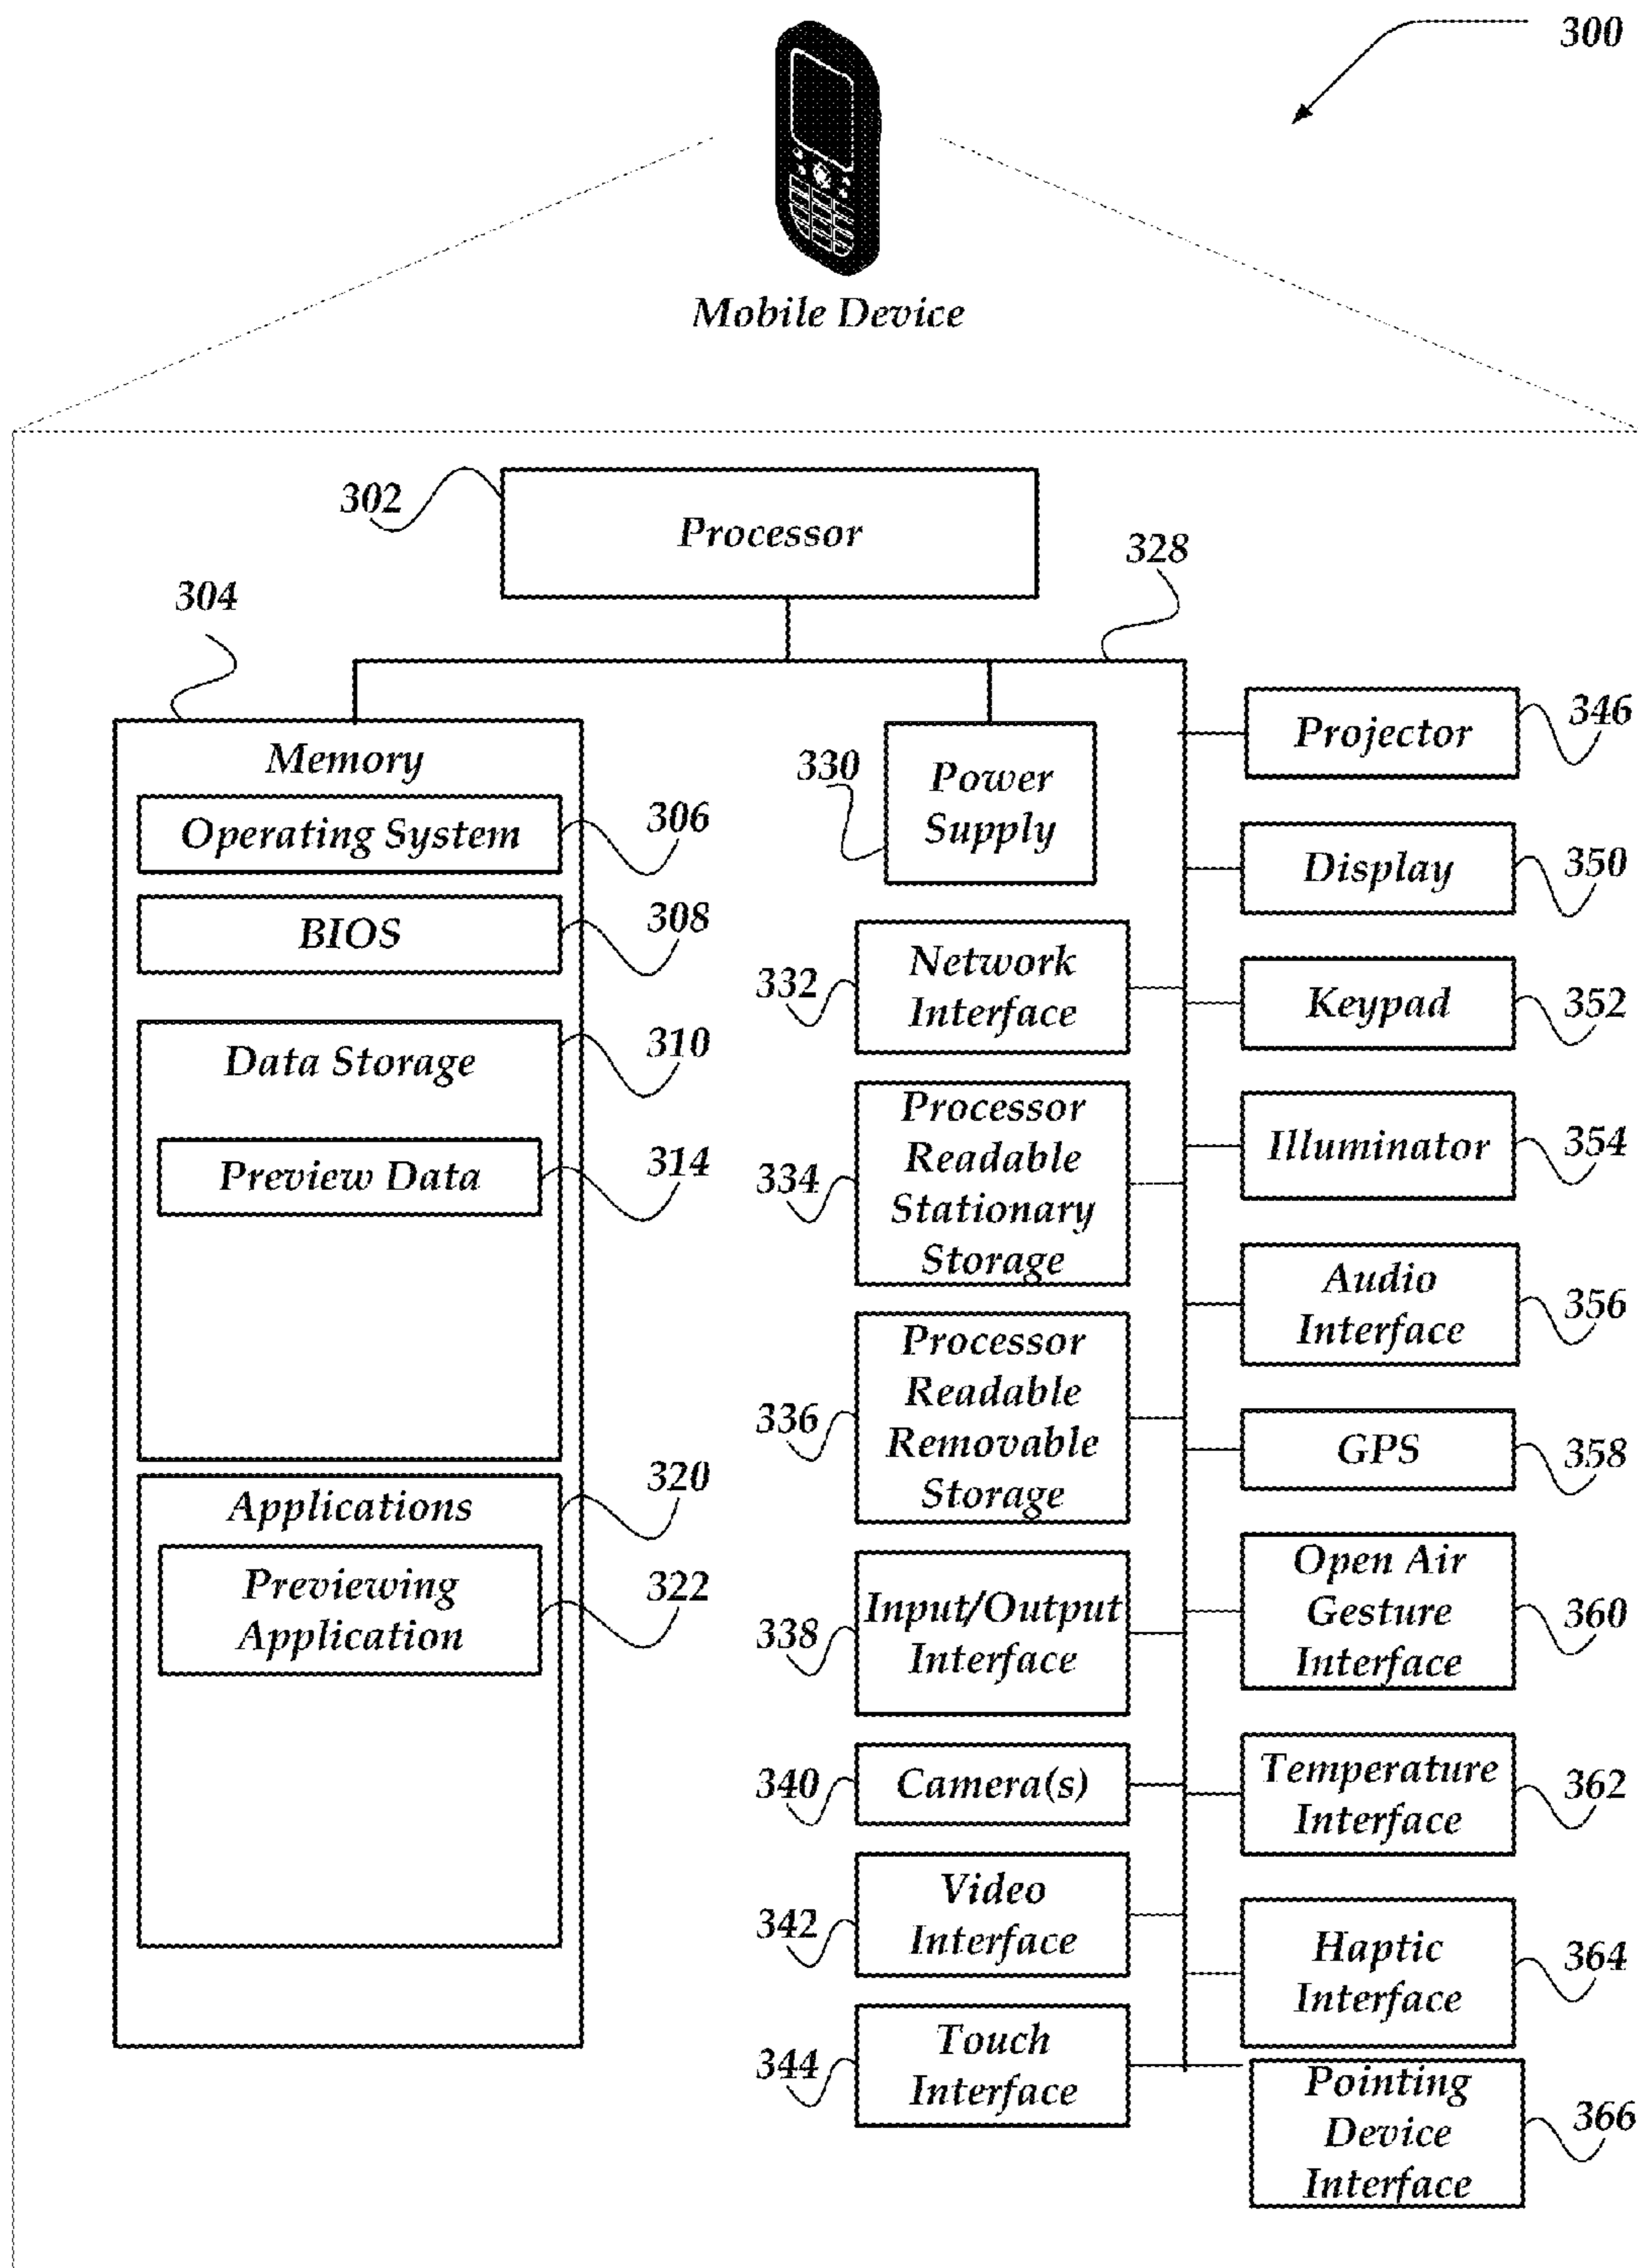 300
Mobile Device
302
Processor
328
304
Memory
Operating System
306
BIOS
308
Data Storage
310
Preview Data
314
Applications
320
Previewing
Application
322
330
Power
Supply
332
Network
Interface
334
Processor
Readable
Stationary
Storage
336
Processor
Readable
Removable
Storage
338
Input/Output
Interface
340
Camera(s)
342
Video
Interface
344
Touch
Interface
Projector
346
Display
350
Keypad
352
Illuminator
354
Audio
Interface
356
GPS
358
Open Air
Gesture
Interface
360
Temperature
Interface
362
Haptic
Interface
364
Pointing
Device
Interface
366